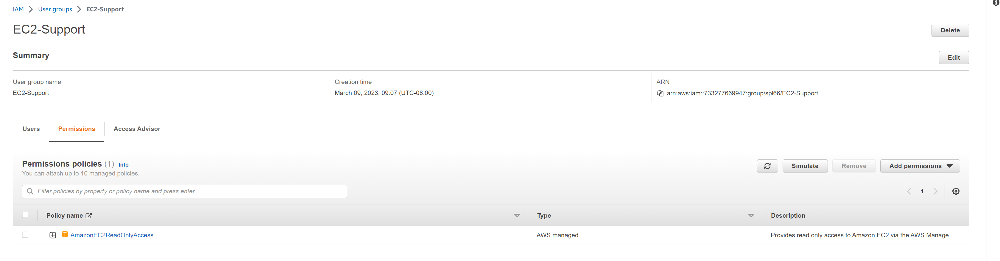 IAM User groups EC2-Support
EC2-Support
Delete
Summary
Edit
User group name
EC2-Support
Creation time
March 09, 2023, 09:07 (UTC-08:00)
ARN
arn:aws:iam::733277669947:group/spl66/EC2-Support
Users Permissions Access Advisor
Permissions policies (1) Info
You can attach up to 10 managed policies.
Simulate Remove Add permissions
Filter policies by property or policy name and press enter.
1
Policy name Type Description
AmazonEC2ReadOnlyAccess AWS managed Provides read only access to Amazon EC2 via the AWS Manage…